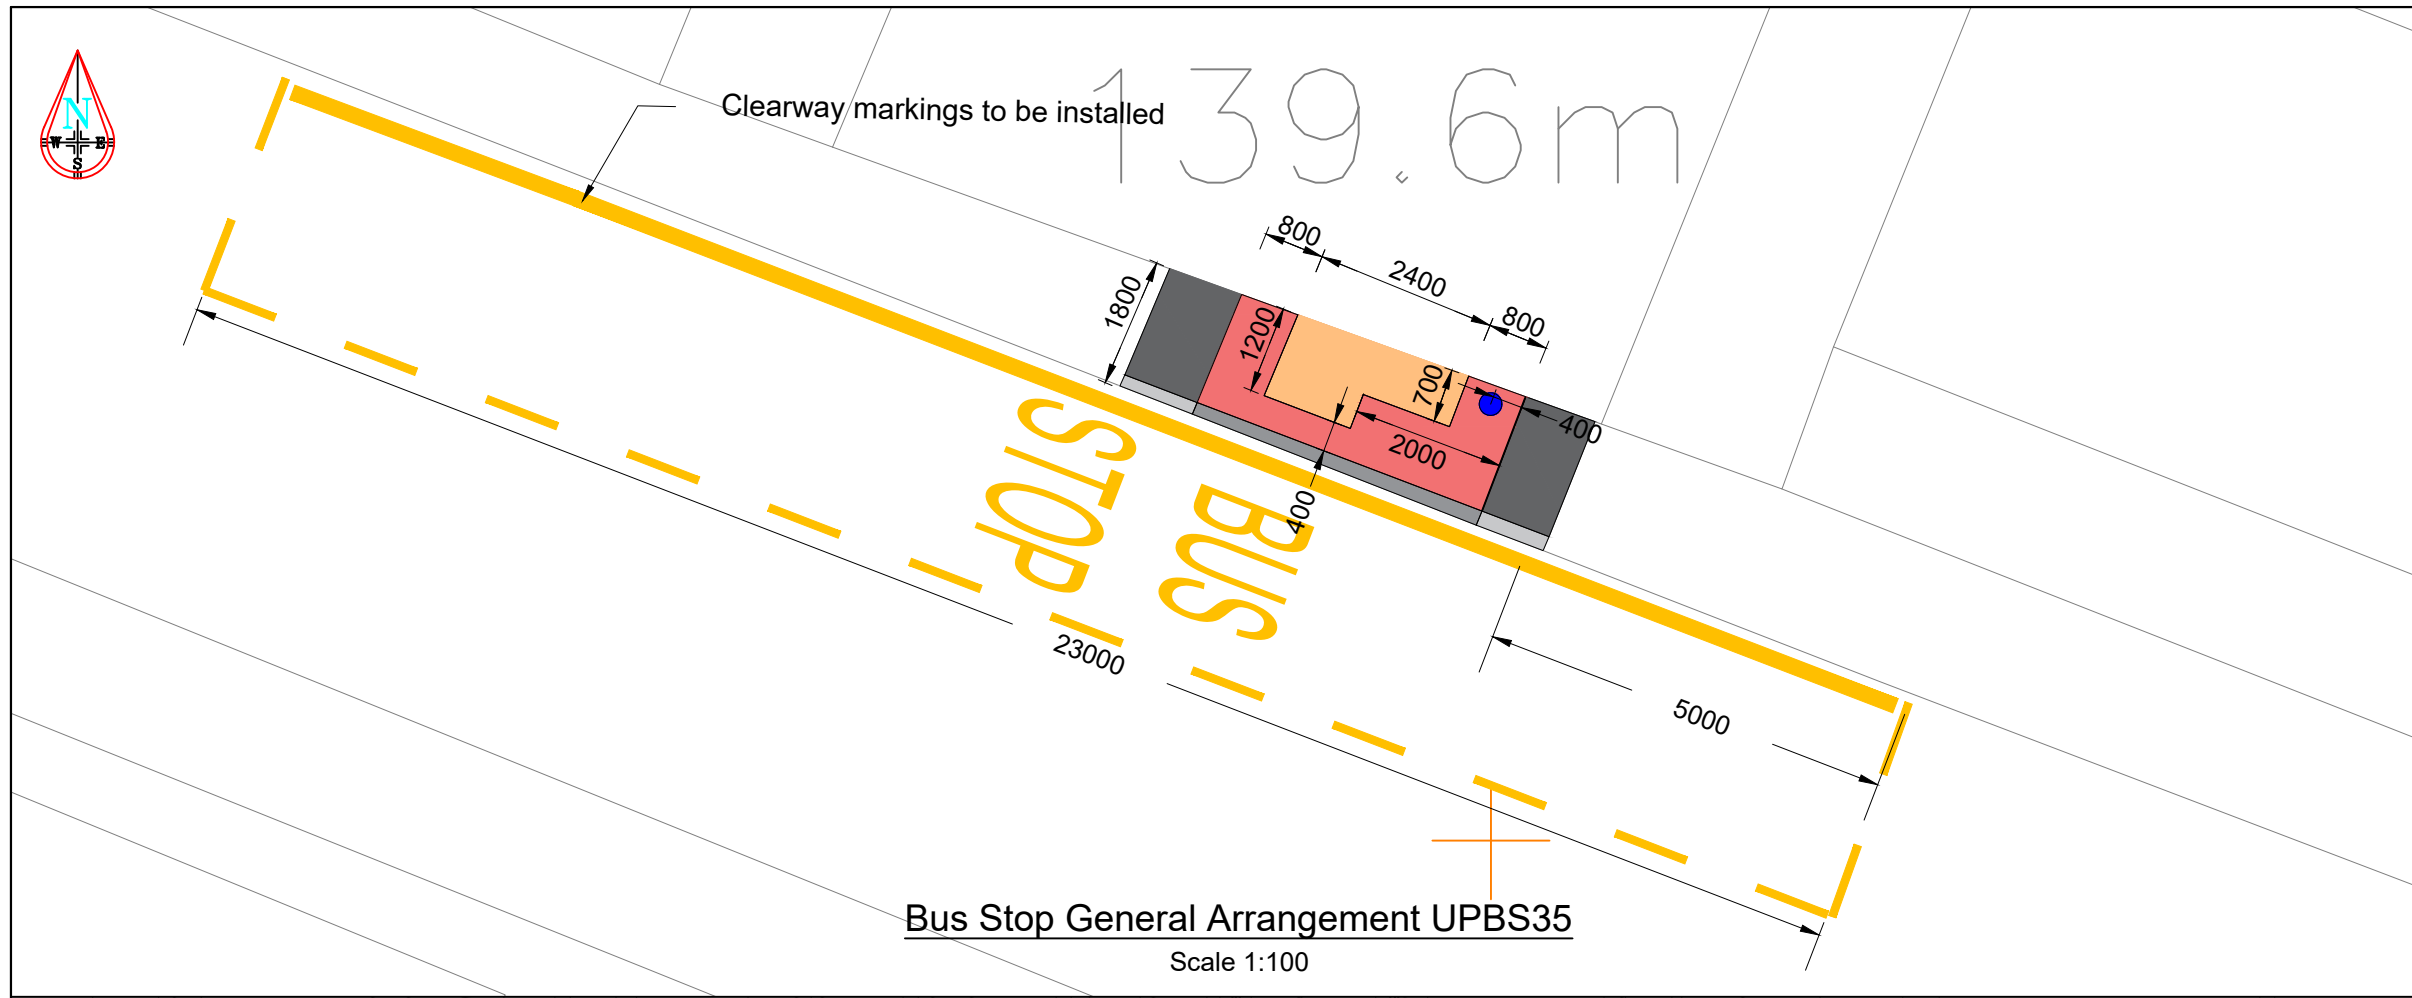 N
W E
S
Clearway markings to be installed
139.6m
800
2400
800
1800
1200
700
400
2000
400
STOP
BUS
23000
5000
Bus Stop General Arrangement UPBS35
Scale 1:100